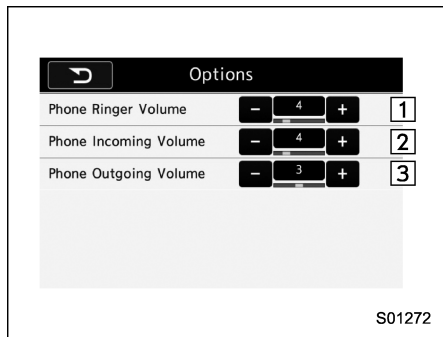 Options
Phone Ringer Volume - 4 + 1
Phone Incoming Volume - 4 + 2
Phone Outgoing Volume - 3 + 3
S01272